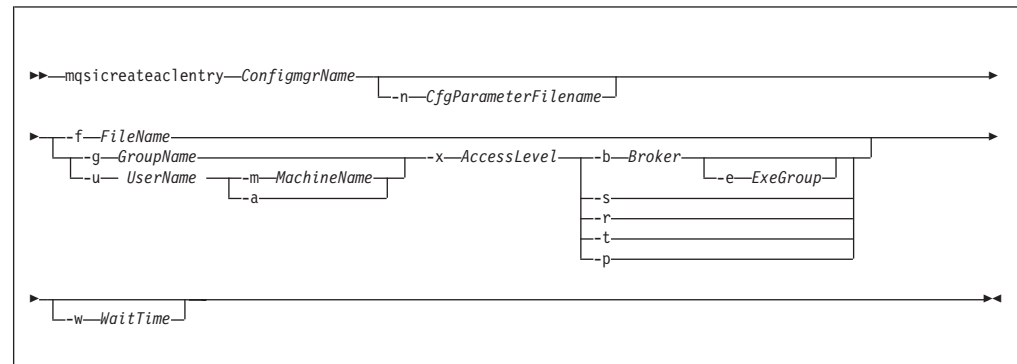 mqsicreateaclentry ConfigmgrName
-n CfgParameterFilename
-f FileName
-g GroupName -x AccessLevel -b Broker
-u UserName -m MachineName -e ExeGroup
-a -s
-r
-t
-p
-w WaitTime